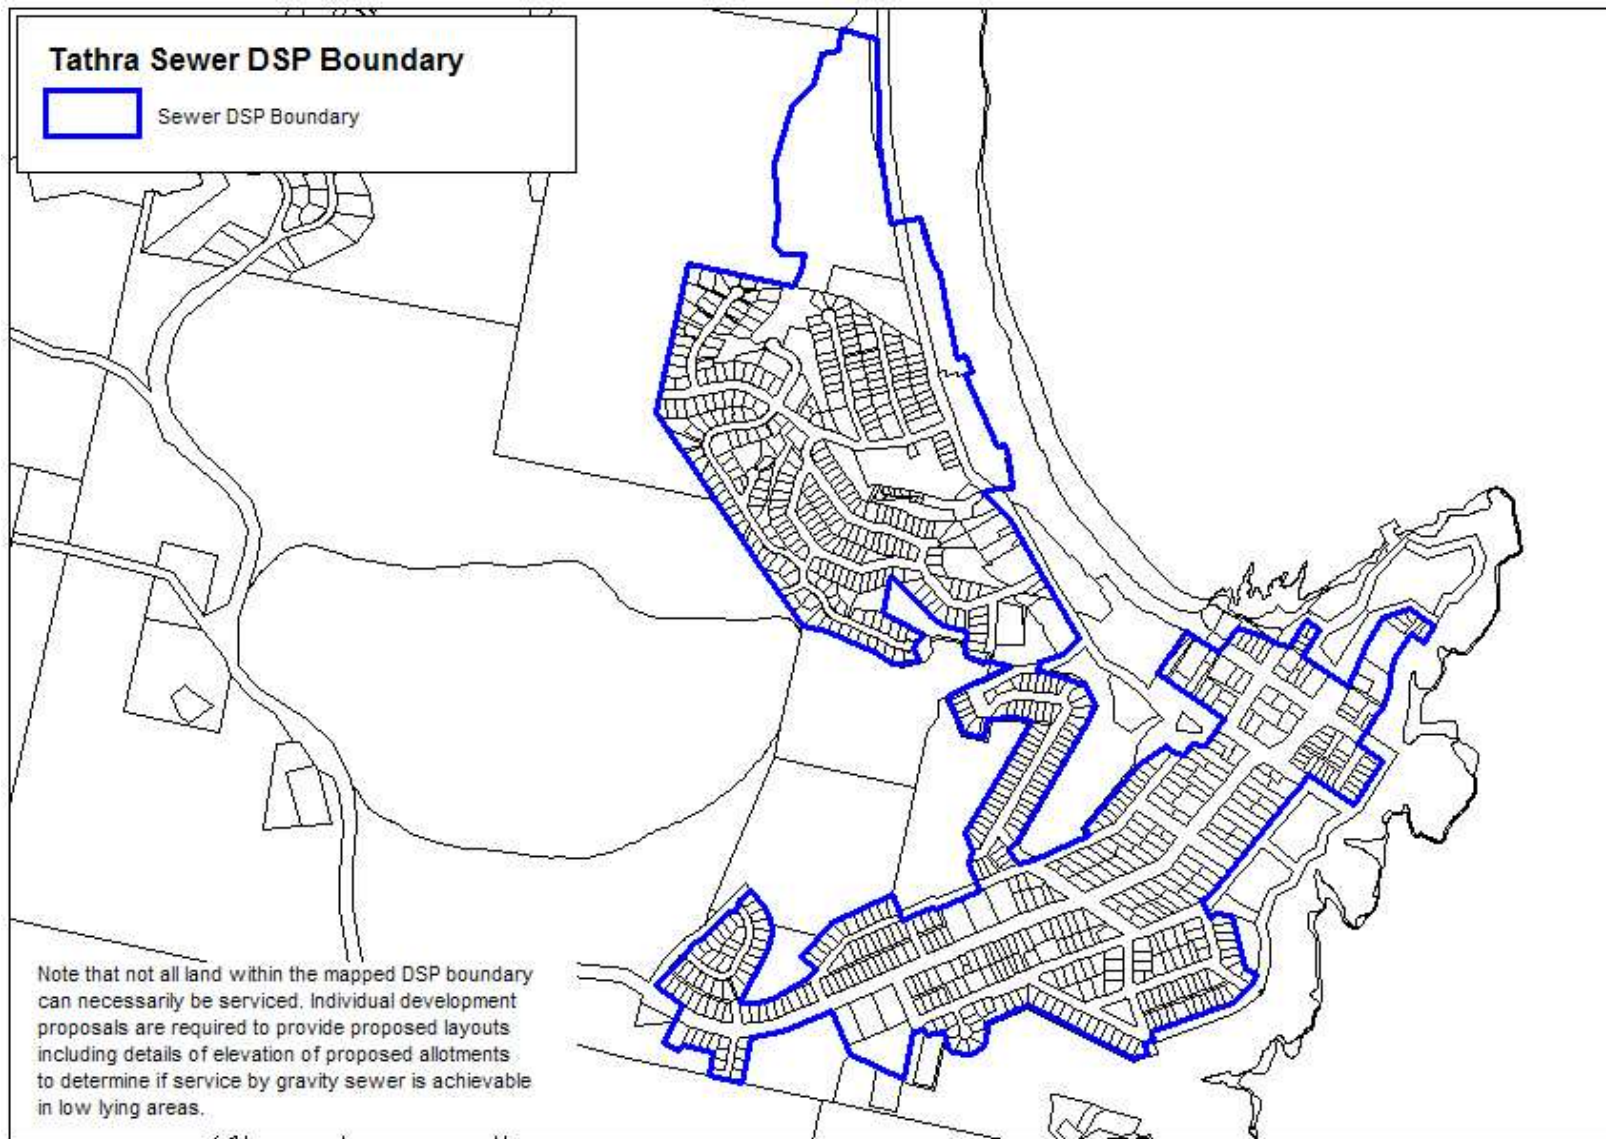 Tathra Sewer DSP Boundary
Sewer DSP Boundary
Note that not all land within the mapped DSP boundary
can necessarily be serviced. Individual development
proposals are required to provide proposed layouts
including details of elevation of proposed allotments
to determine if service by gravity sewer is achievable
in low lying areas.